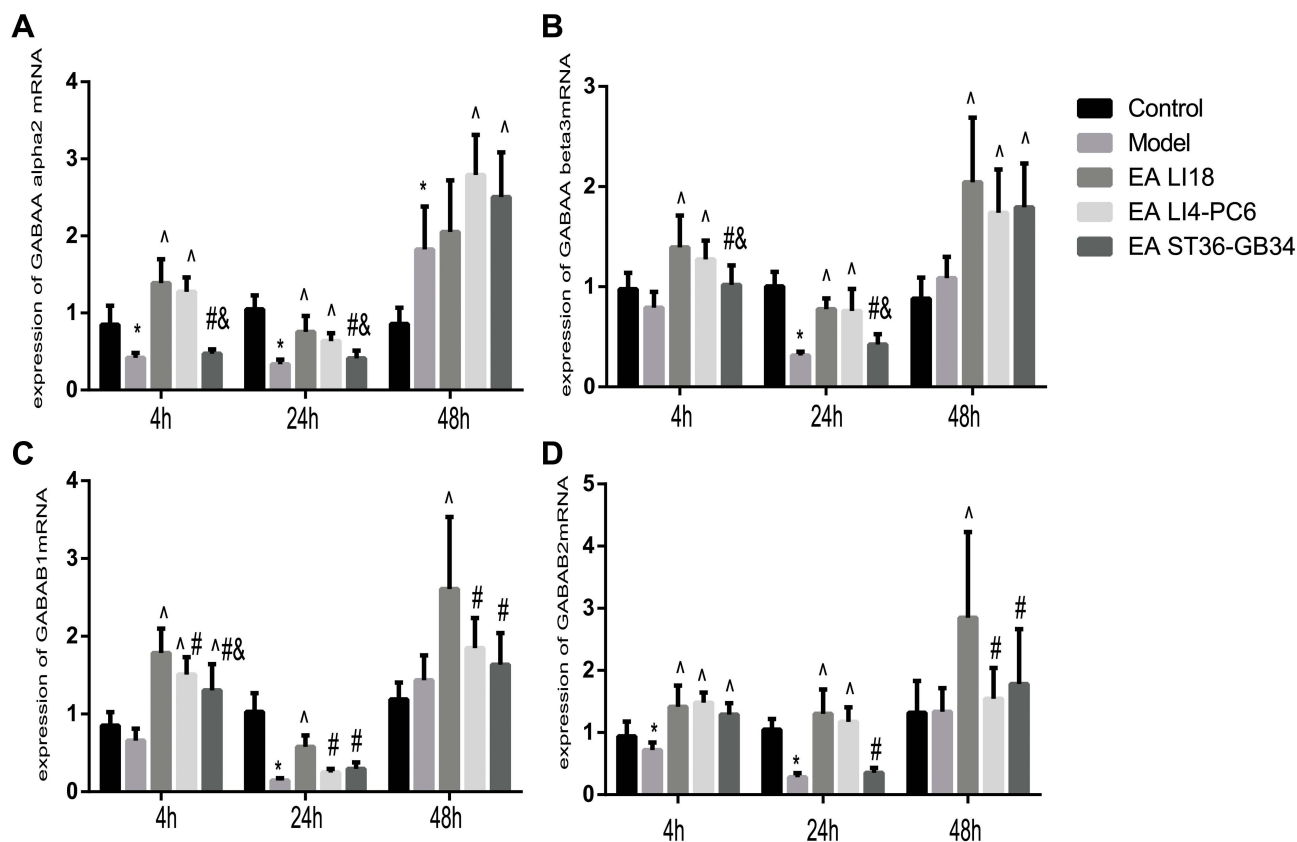 A
expression of GABAA alpha2 mRNA
4
3
2
1
0
* ^ ^ #& * ^ ^ #& * ^ ^
4h 24h 48h
B
expression of GABAA beta3mRNA
3
2
1
0
^ ^ #& * ^ ^ #& ^ ^ ^
4h 24h 48h
Control
Model
EA LI18
EA LI4-PC6
EA ST36-GB34
C
expression of GABAB1mRNA
4
3
2
1
0
^ ^ # ^ #& * ^ # # ^ # #
4h 24h 48h
D
expression of GABAB2mRNA
5
4
3
2
1
0
* ^ ^ ^ * ^ ^ # ^ # #
4h 24h 48h